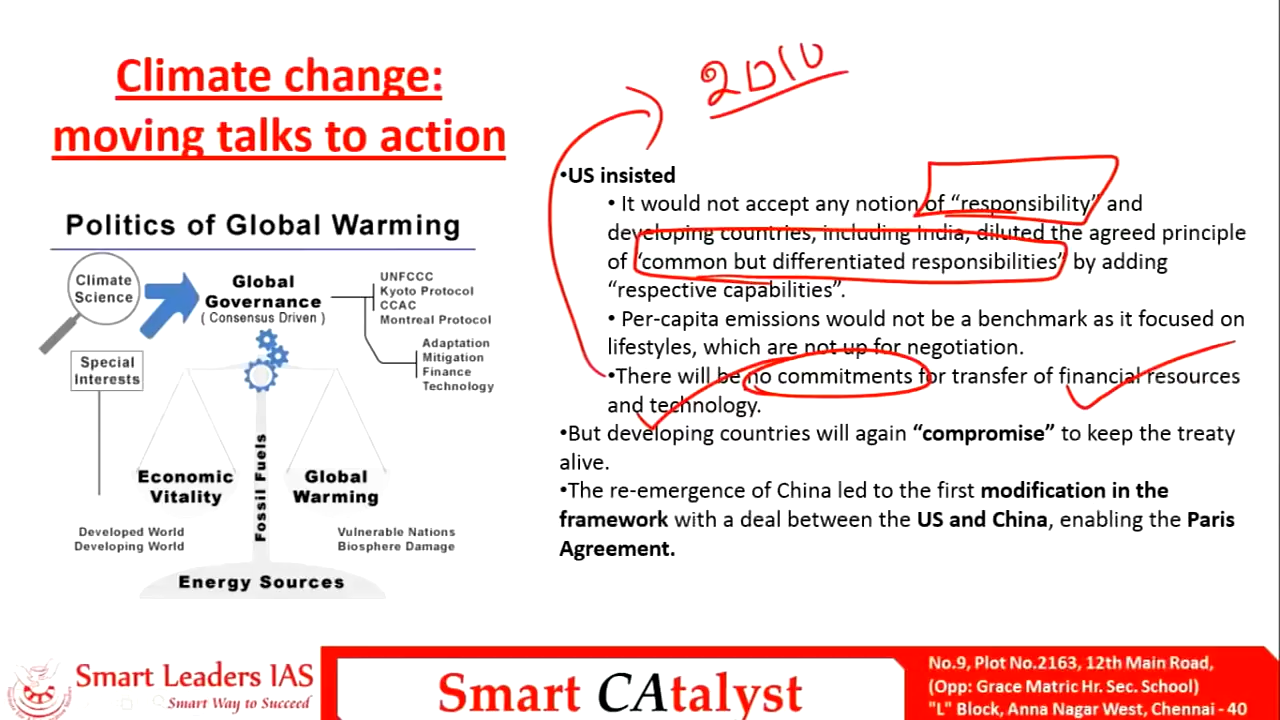 Climate change:
moving talks to action
2010
Politics of Global Warming
Climate
Science
Global
Governance
( Consensus Driven )
UNFCCC
Kyoto Protocol
CCAC
Montreal Protocol
Adaptation
Mitigation
Finance
Technology
Special
Interests
Economic
Vitality
Fossil Fuels
Global
Warming
Developed World
Developing World
Vulnerable Nations
Biosphere Damage
Energy Sources
•US insisted
• It would not accept any notion of “responsibility” and
developing countries, including India, diluted the agreed principle
of “common but differentiated responsibilities” by adding
“respective capabilities”.
• Per-capita emissions would not be a benchmark as it focused on
lifestyles, which are not up for negotiation.
•There will be no commitments for transfer of financial resources
and technology.
•But developing countries will again “compromise” to keep the treaty
alive.
•The re-emergence of China led to the first modification in the
framework with a deal between the US and China, enabling the Paris
Agreement.
Smart Leaders IAS
Smart Way to Succeed
Smart CAtalyst
No.9, Plot No.2163, 12th Main Road,
(Opp: Grace Matric Hr. Sec. School)
"L" Block, Anna Nagar West, Chennai - 40